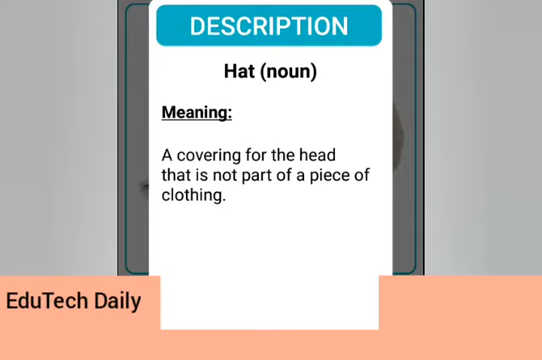 DESCRIPTION
Hat (noun)
Meaning:
A covering for the head
that is not part of a piece of
clothing.
EduTech Daily